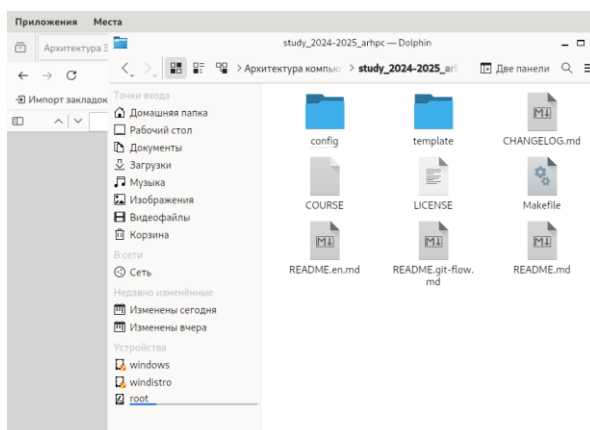 Приложения Места
Архитектура
study_2024-2025_arhpc — Dolphin
Архитектура компью
study_2024-2025_arh
Две панели
Импорт закладок
Точки входа
Домашняя папка
Рабочий стол
Документы
Загрузки
Музыка
Изображения
Видеофайлы
Корзина
В сети
Сеть
Недавно изменённые
Изменены сегодня
Изменены вчера
Устройства
windows
windistro
root
config
template
CHANGELOG.md
COURSE
LICENSE
Makefile
README.en.md
README.git-flow.
md
README.md